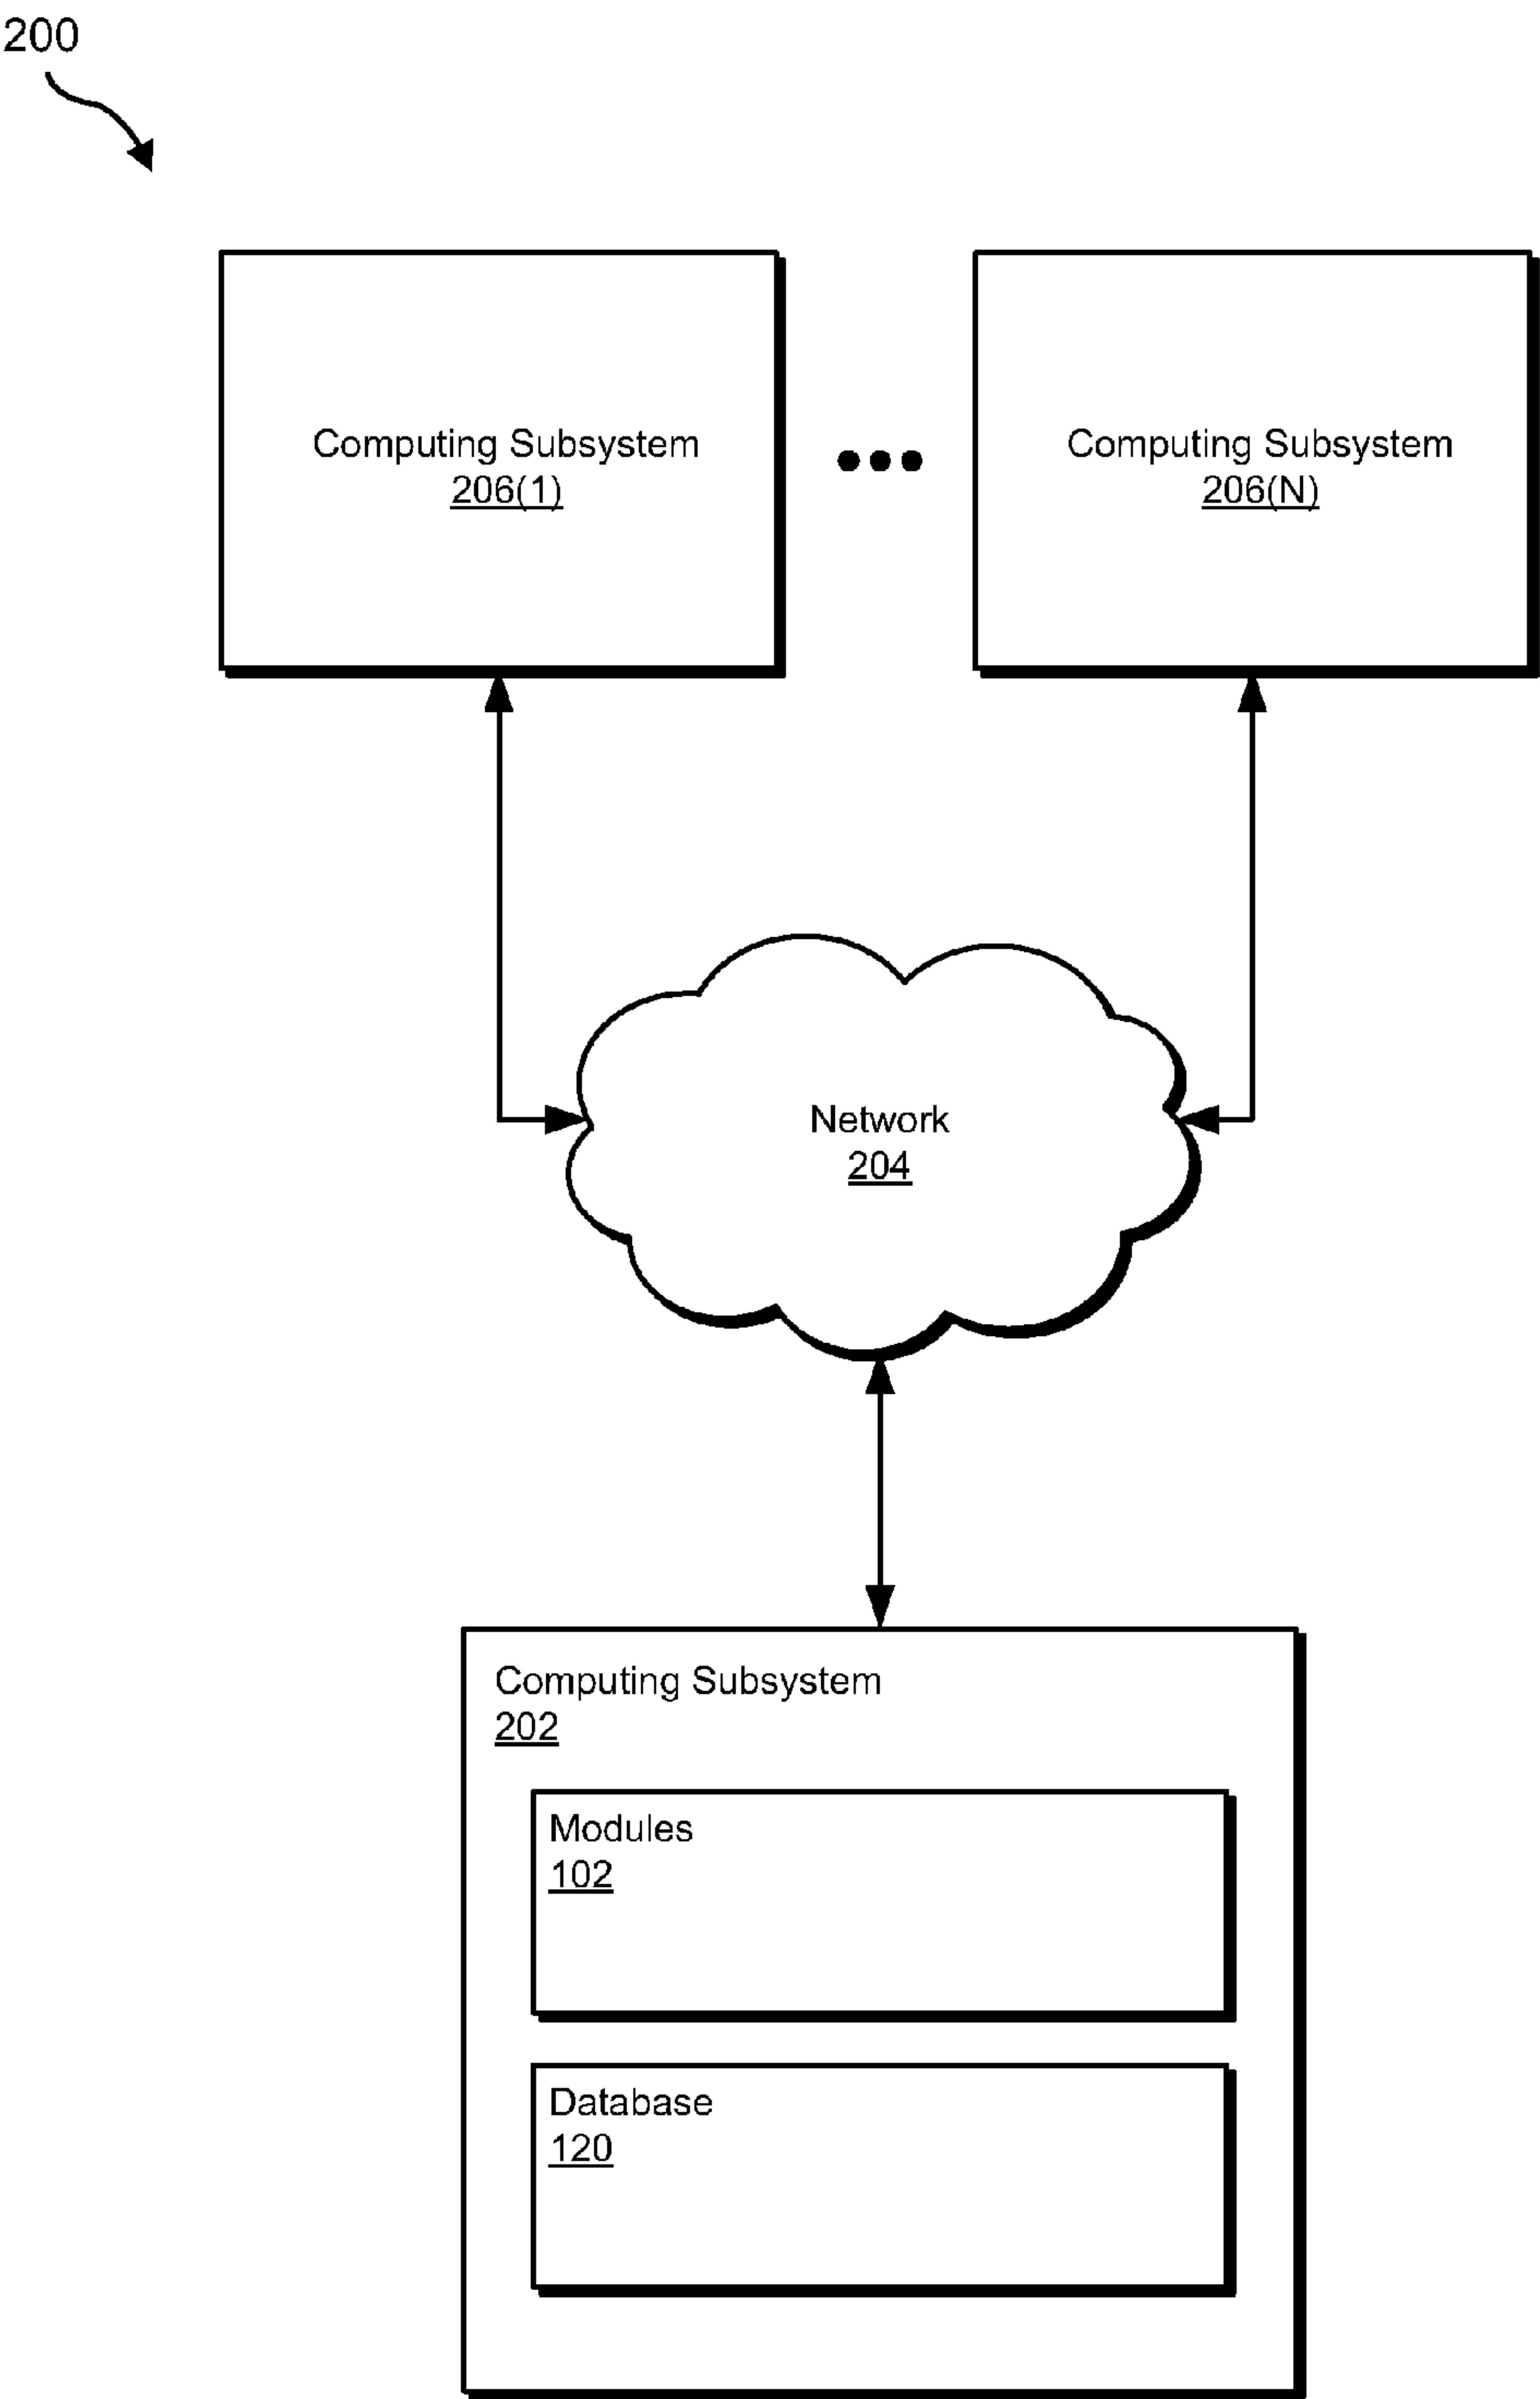 200
Computing Subsystem
206(1)
Computing Subsystem
206(N)
Network
204
Computing Subsystem
202
Modules
102
Database
120